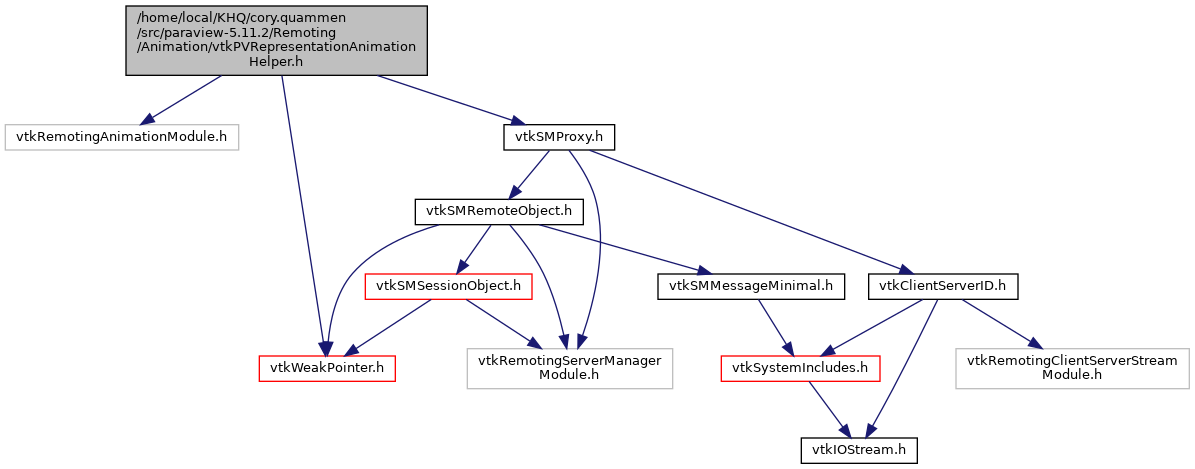 /home/local/KHQ/cory.quammen
/src/paraview-5.11.2/Remoting
/Animation/vtkPVRepresentationAnimation
Helper.h
vtkRemotingAnimationModule.h
vtkSMProxy.h
vtkSMRemoteObject.h
vtkSMSessionObject.h
vtkSMMessageMinimal.h
vtkClientServerID.h
vtkWeakPointer.h
vtkRemotingServerManager
Module.h
vtkSystemIncludes.h
vtkRemotingClientServerStream
Module.h
vtkIOStream.h